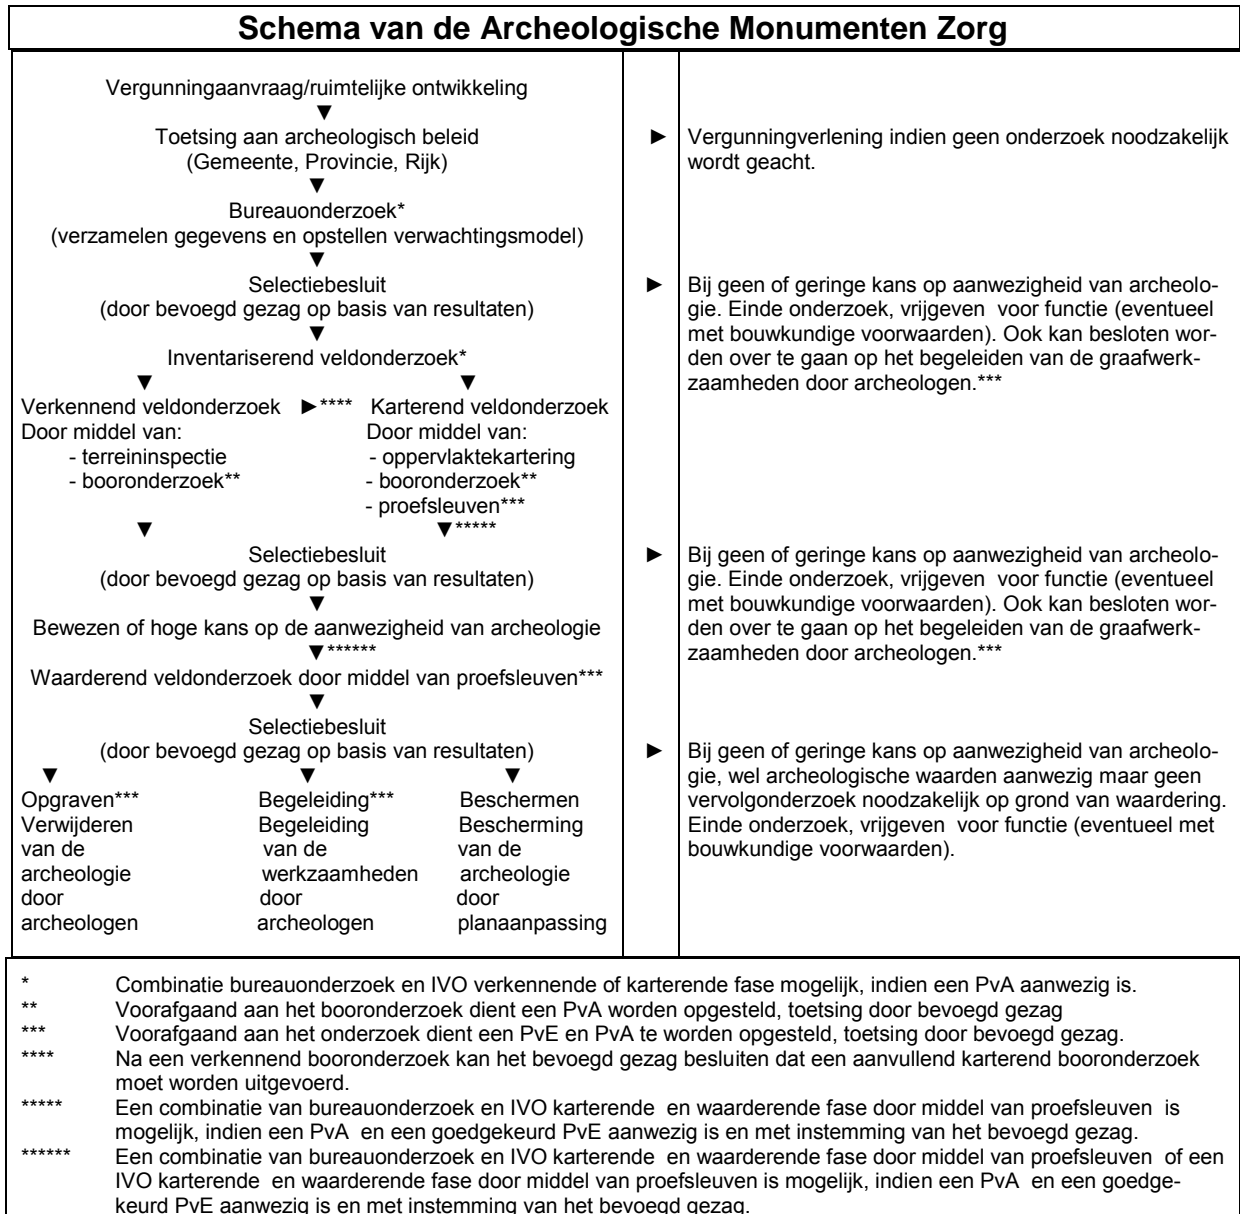 Schema van de Archeologische Monumenten Zorg
Vergunningaanvraag/ruimtelijke ontwikkeling
▼
Toetsing aan archeologisch beleid
(Gemeente, Provincie, Rijk)
► Vergunningverlening indien geen onderzoek noodzakelijk
wordt geacht.
▼
Bureauonderzoek*
(verzamelen gegevens en opstellen verwachtingsmodel)
▼
Selectiebesluit
(door bevoegd gezag op basis van resultaten)
► Bij geen of geringe kans op aanwezigheid van archeolo-
gie. Einde onderzoek, vrijgeven voor functie (eventueel
met bouwkundige voorwaarden). Ook kan besloten wor-
den over te gaan op het begeleiden van de graafwerk-
zaamheden door archeologen.***
▼
Inventariserend veldonderzoek*
▼ ▼
Verkennend veldonderzoek ►**** Karterend veldonderzoek
Door middel van: Door middel van:
- terreininspectie - oppervlaktekartering
- booronderzoek** - booronderzoek**
- proefsleuven***
▼ ▼*****
Selectiebesluit
(door bevoegd gezag op basis van resultaten)
► Bij geen of geringe kans op aanwezigheid van archeolo-
gie. Einde onderzoek, vrijgeven voor functie (eventueel
met bouwkundige voorwaarden). Ook kan besloten wor-
den over te gaan op het begeleiden van de graafwerk-
zaamheden door archeologen.***
▼
Bewezen of hoge kans op de aanwezigheid van archeologie
▼******
Waarderend veldonderzoek door middel van proefsleuven***
▼
Selectiebesluit
(door bevoegd gezag op basis van resultaten)
► Bij geen of geringe kans op aanwezigheid van archeolo-
gie, wel archeologische waarden aanwezig maar geen
vervolgonderzoek noodzakelijk op grond van waardering.
Einde onderzoek, vrijgeven voor functie (eventueel met
bouwkundige voorwaarden).
▼ ▼ ▼
Opgraven*** Begeleiding*** Beschermen
Verwijderen Begeleiding Bescherming
van de van de van de
archeologie werkzaamheden archeologie
door door door
archeologen archeologen planaanpassing
* Combinatie bureauonderzoek en IVO verkennende of karterende fase mogelijk, indien een PvA aanwezig is.
** Voorafgaand aan het booronderzoek dient een PvA worden opgesteld, toetsing door bevoegd gezag
*** Voorafgaand aan het onderzoek dient een PvE en PvA te worden opgesteld, toetsing door bevoegd gezag.
**** Na een verkennend booronderzoek kan het bevoegd gezag besluiten dat een aanvullend karterend booronderzoek
moet worden uitgevoerd.
***** Een combinatie van bureauonderzoek en IVO karterende en waarderende fase door middel van proefsleuven is
mogelijk, indien een PvA en een goedgekeurd PvE aanwezig is en met instemming van het bevoegd gezag.
****** Een combinatie van bureauonderzoek en IVO karterende en waarderende fase door middel van proefsleuven of een
IVO karterende en waarderende fase door middel van proefsleuven is mogelijk, indien een PvA en een goedge-
keurd PvE aanwezig is en met instemming van het bevoegd gezag.